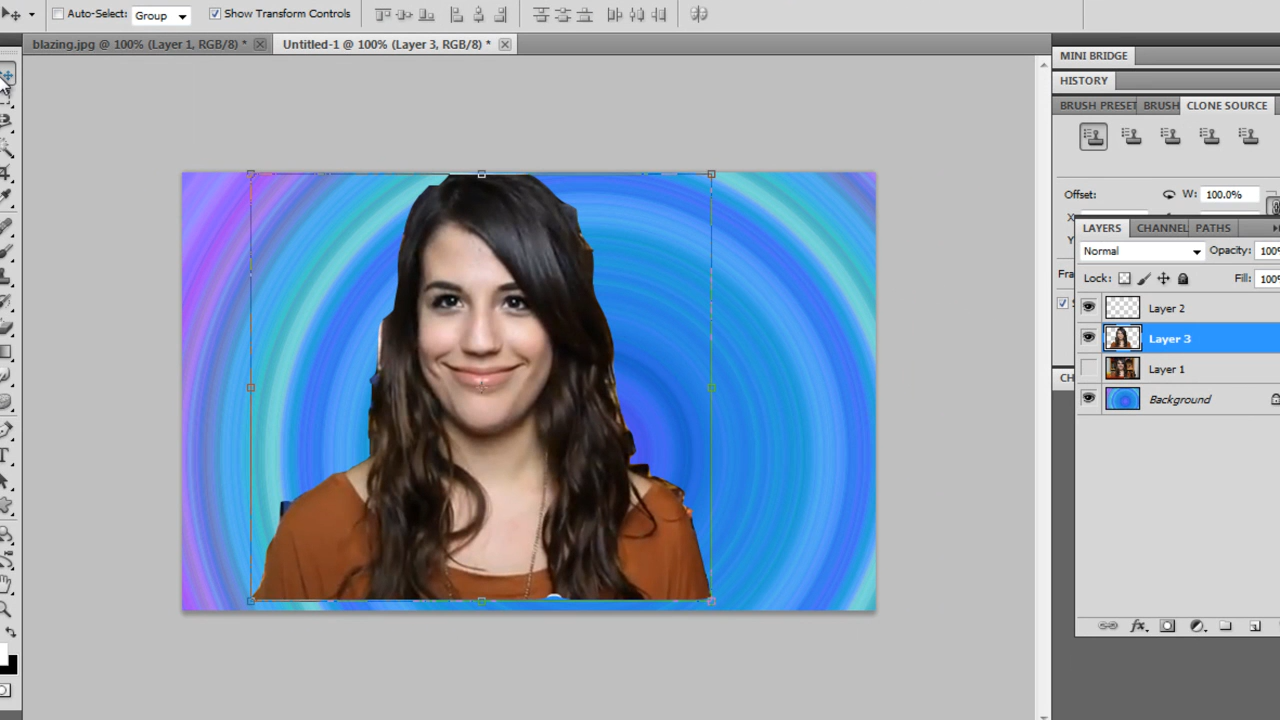 Auto-Select: Group Show Transform Controls
blazing.jpg @ 100% (Layer 1, RGB/8) * Untitled-1 @ 100% (Layer 3, RGB/8) *
MINI BRIDGE
HISTORY
BRUSH PRESET BRUSH CLONE SOURCE
Offset: W: 100.0%
X
Y
LAYERS CHANNEL PATHS
Normal Opacity: 100%
Lock: Fill: 100%
Fra
Layer 2
Layer 3
Layer 1
CH
Background